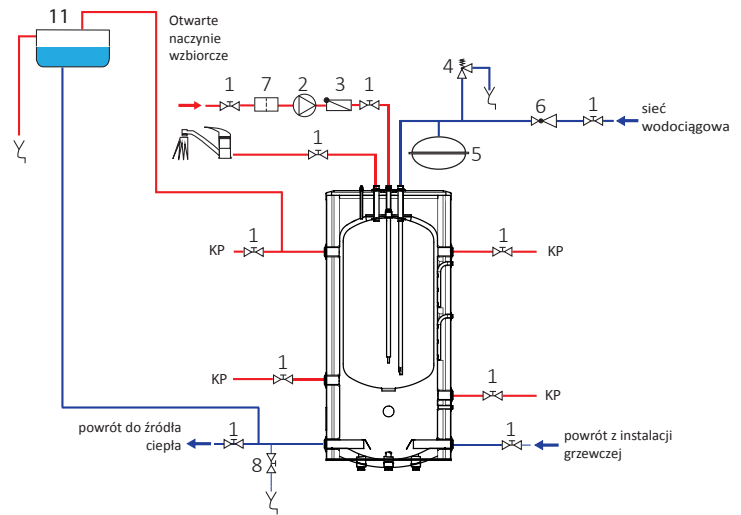 11
Otwarte
naczynie
wzbiorcze
1 7 2 3 1
4
6 1
sieć
wodociągowa
1
5
1
KP
1
KP
1
KP
1
KP
powrót do źródła
ciepła
1
8
1
powrót z instalacji
grzewczej